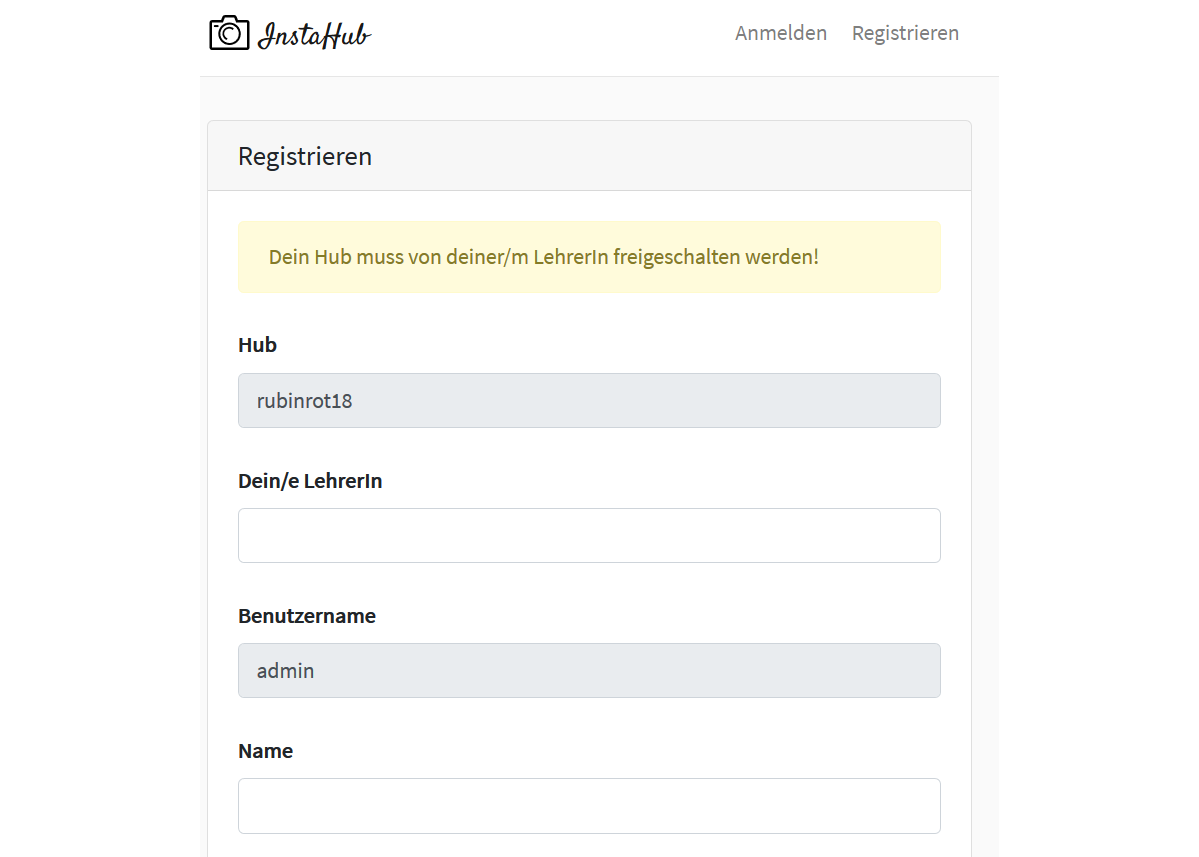 InstaHub
Anmelden Registrieren
Registrieren
Dein Hub muss von deiner/m LehrerIn freigeschalten werden!
Hub
rubinrot18
Dein/e LehrerIn
Benutzername
admin
Name